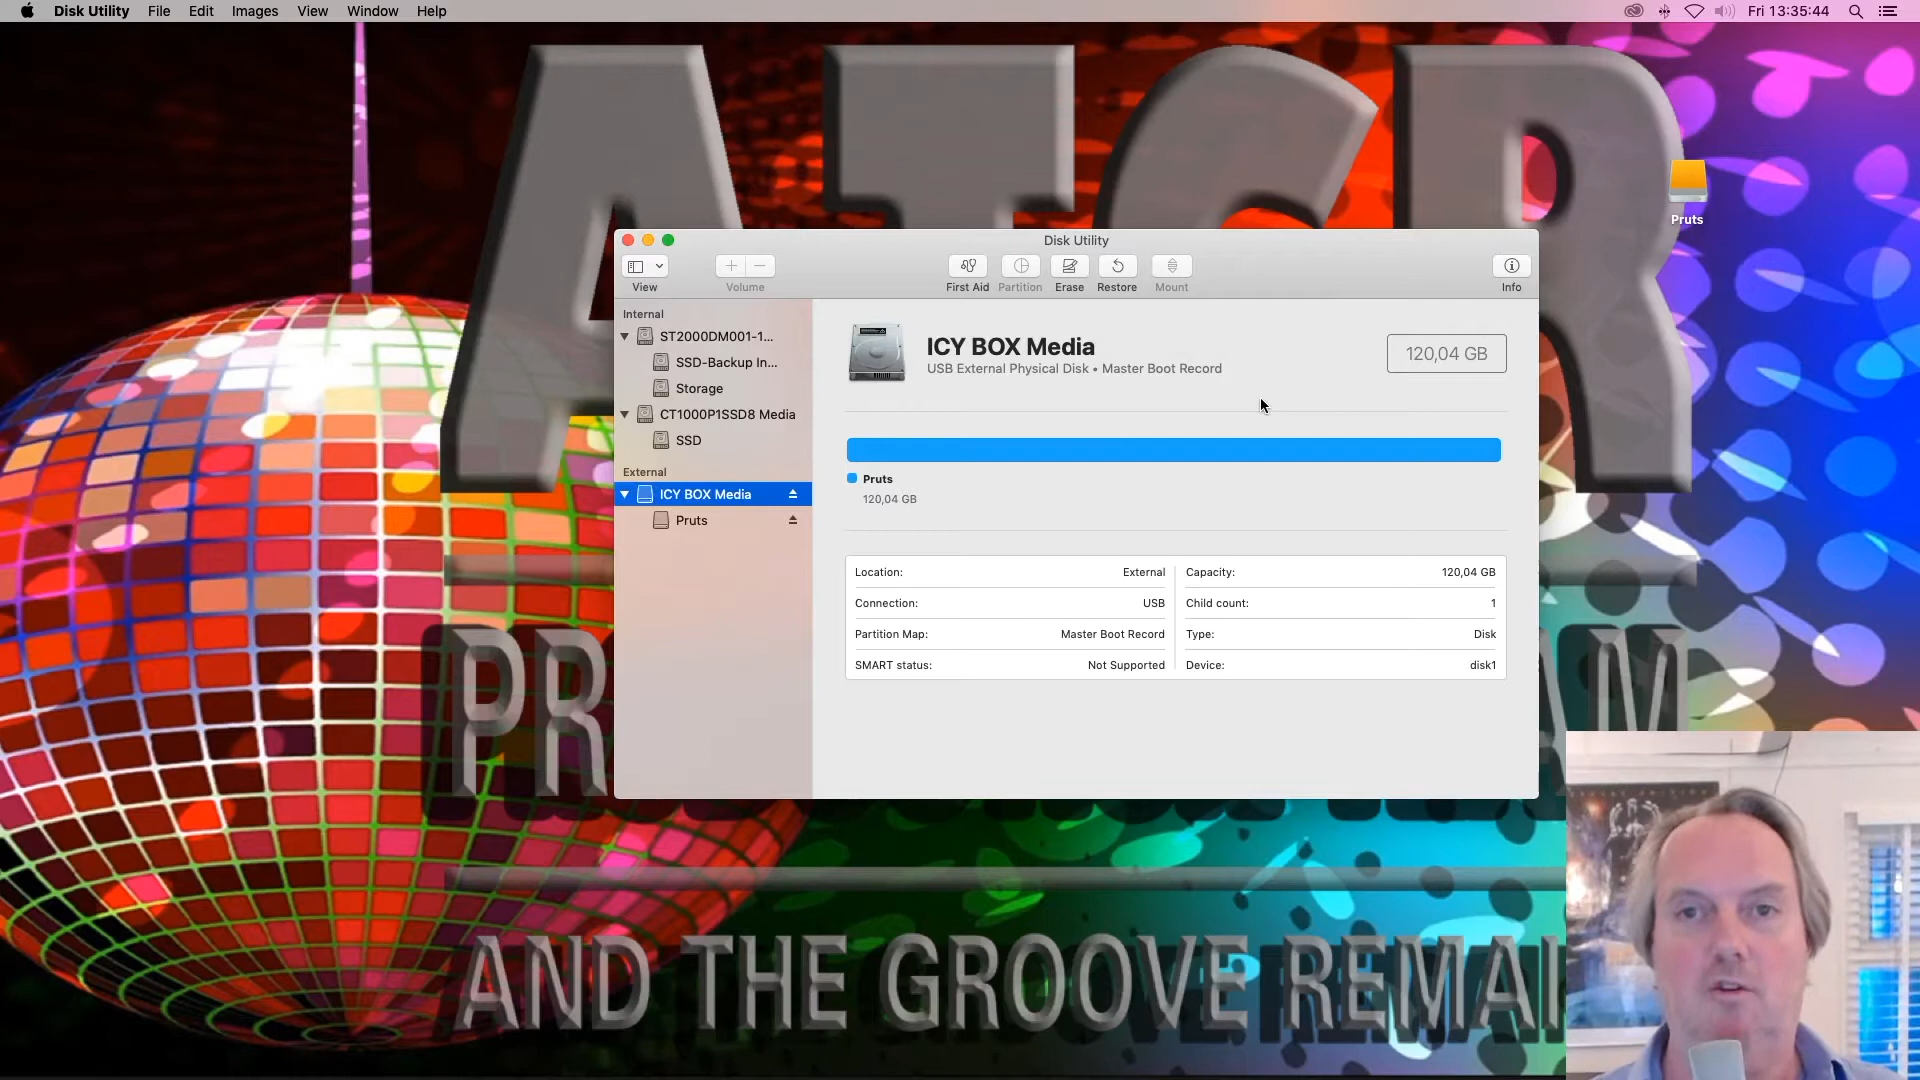 Disk Utility File Edit Images View Window Help
Fri 13:35:44
ATGR
Pruts
Disk Utility
View
Volume
First Aid
Partition
Erase
Restore
Mount
Info
Internal
ST2000DM001-1...
SSD-Backup In...
Storage
CT1000P1SSD8 Media
SSD
External
ICY BOX Media
Pruts
ICY BOX Media
USB External Physical Disk • Master Boot Record
120,04 GB
Pruts
120,04 GB
Location: External
Connection: USB
Partition Map: Master Boot Record
SMART status: Not Supported
Capacity: 120,04 GB
Child count: 1
Type: Disk
Device: disk1
AND THE GROOVE REMAI